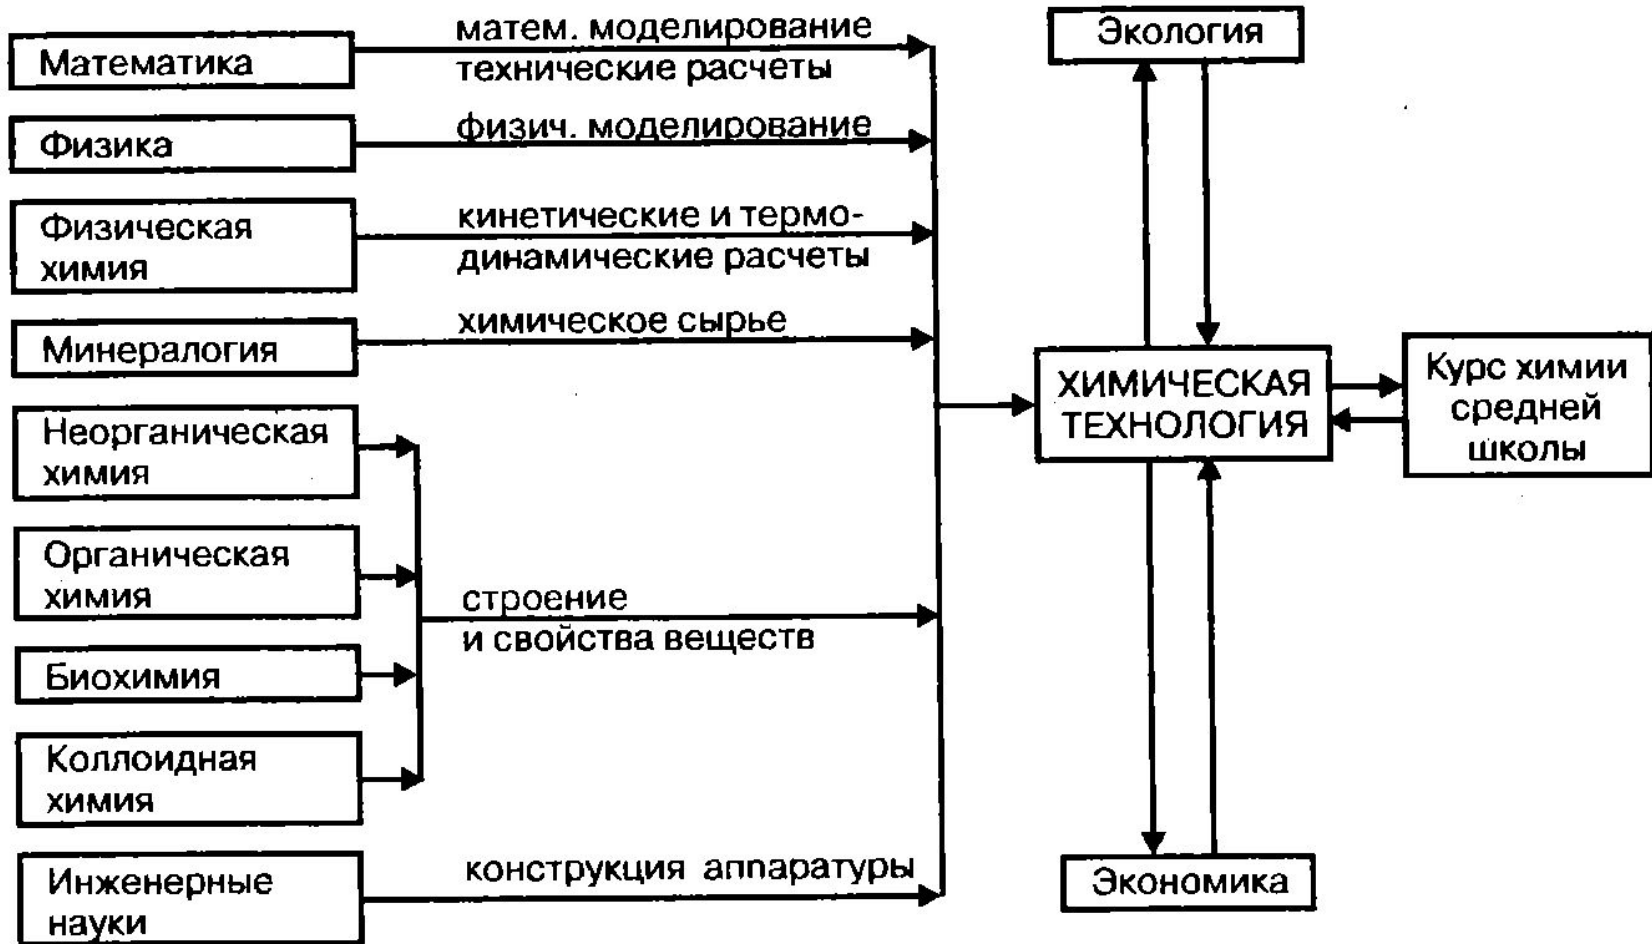 Математика
матем. моделирование
технические расчеты
Физика
физич. моделирование
Физическая
химия
кинетические и термо-
динамические расчеты
Минералогия
химическое сырье
Неорганическая
химия
Органическая
химия
Биохимия
Коллоидная
химия
строение
и свойства веществ
Инженерные
науки
конструкция аппаратуры
Экология
ХИМИЧЕСКАЯ
ТЕХНОЛОГИЯ
Курс химии
средней
школы
Экономика